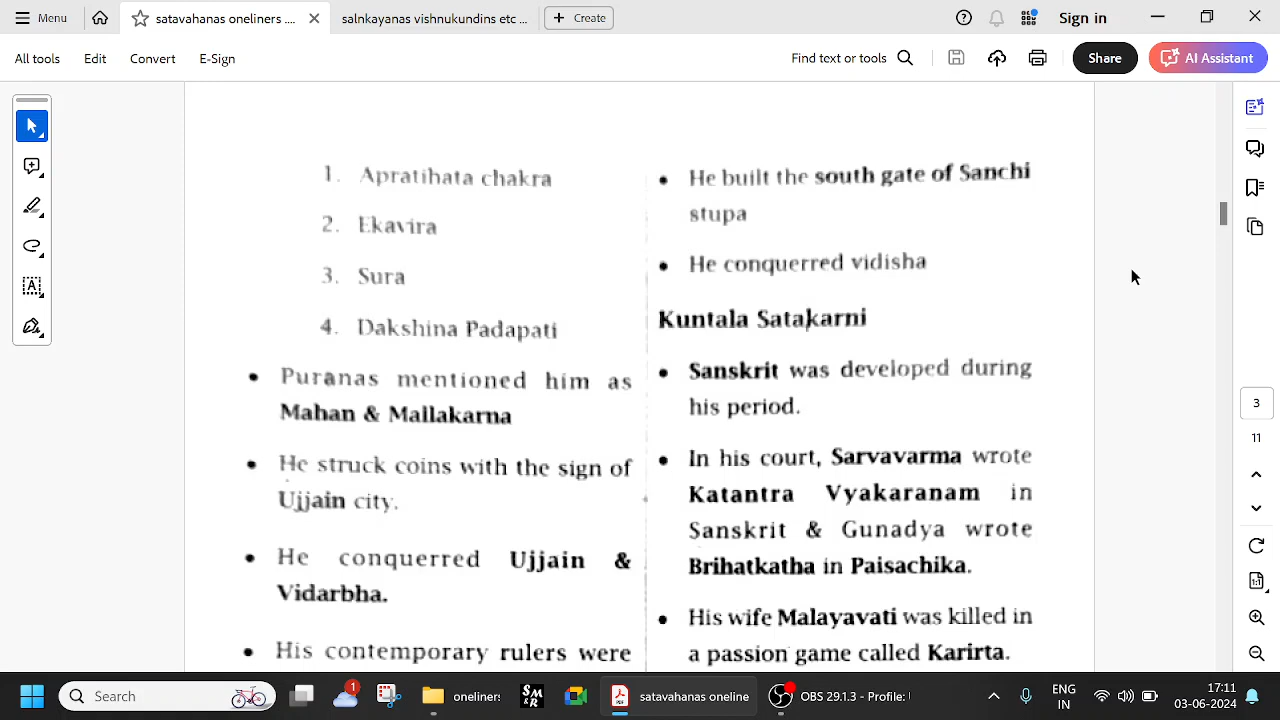 Menu
satavahanas oneliners ....
salnkayanas vishnukundins etc ...
Create
Sign in
All tools
Edit
Convert
E-Sign
Find text or tools
Share
AI Assistant
1. Apratihata chakra
2. Ekavira
3. Sura
4. Dakshina Padapati
• Puranas mentioned him as
Mahan & Mallakarna
• He struck coins with the sign of
Ujjain city.
• He conquerred Ujjain &
Vidarbha.
• His contemporary rulers were
• He built the south gate of Sanchi
stupa
• He conquerred vidisha
Kuntala Satakarni
• Sanskrit was developed during
his period.
• In his court, Sarvavarma wrote
Katantra Vyakaranam in
Sanskrit & Gunadya wrote
Brihatkatha in Paisachika.
• His wife Malayavati was killed in
a passion game called Karirta.
3
11
Search
1
oneliners
SM&R
satavahanas oneline
OBS 29.1.3 - Profile:
ENG
IN
17:11
03-06-2024